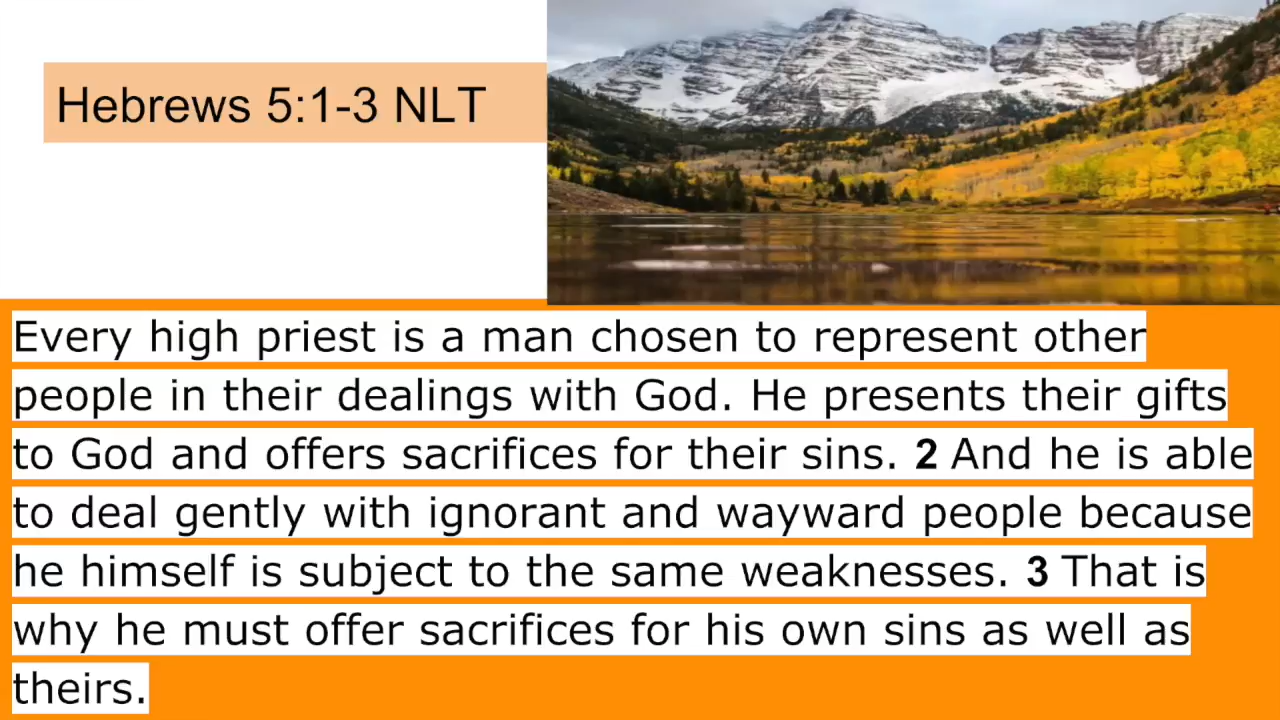 Hebrews 5:1-3 NLT
Every high priest is a man chosen to represent other
people in their dealings with God. He presents their gifts
to God and offers sacrifices for their sins. 2 And he is able
to deal gently with ignorant and wayward people because
he himself is subject to the same weaknesses. 3 That is
why he must offer sacrifices for his own sins as well as
theirs.